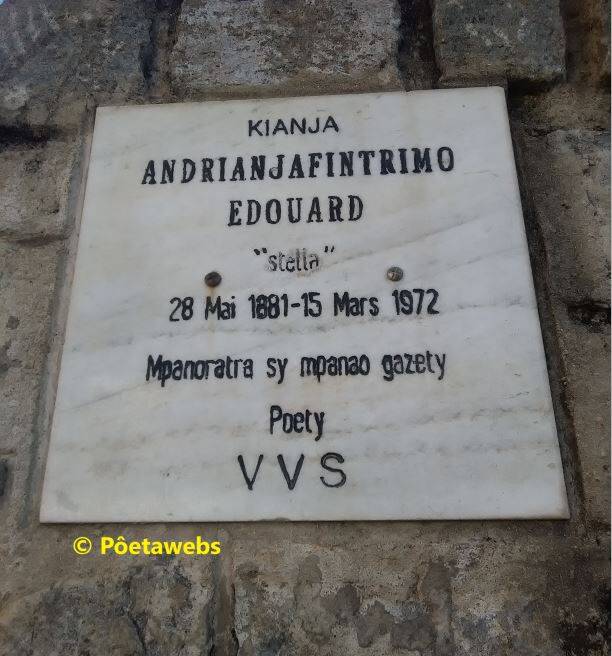 KIANJA
ANDRIANJAFINTRIMO
EDOUARD
"stella"
28 Mai 1881-15 Mars 1972
Mpanoratra sy mpanao gazety
Poety
VVS
© Pôetawebs